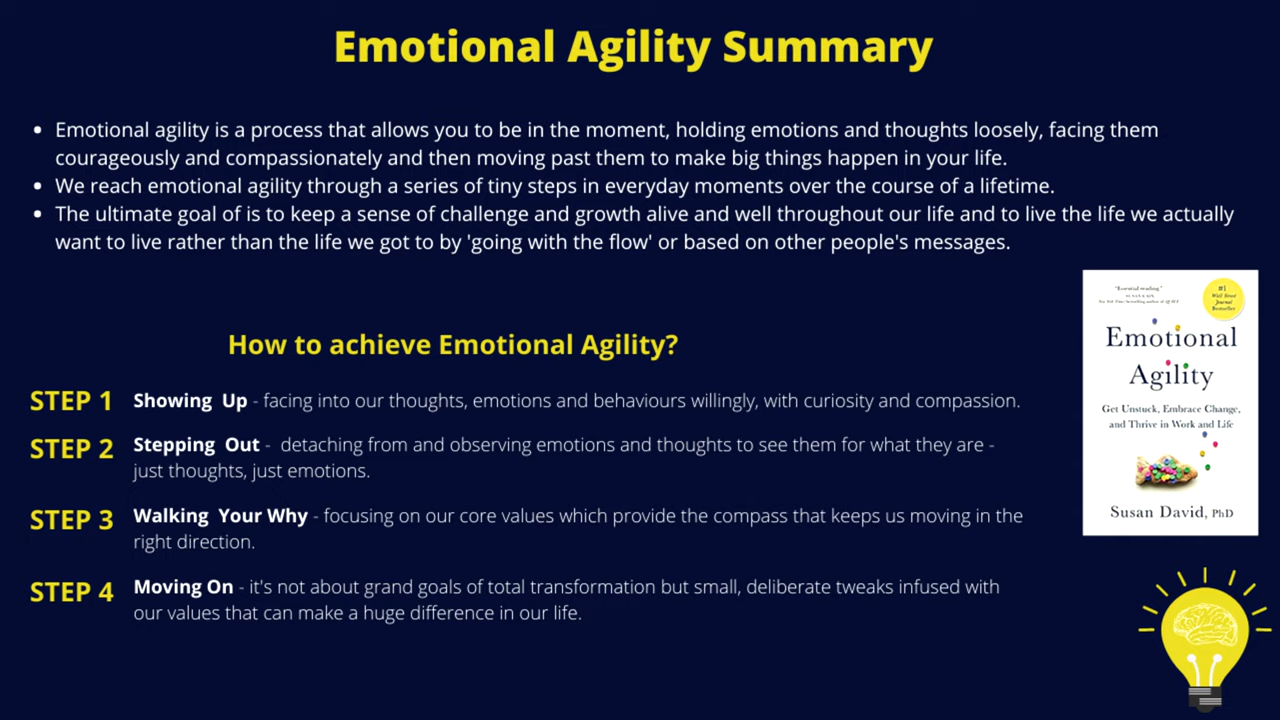 Emotional Agility Summary
• Emotional agility is a process that allows you to be in the moment, holding emotions and thoughts loosely, facing them
courageously and compassionately and then moving past them to make big things happen in your life.
• We reach emotional agility through a series of tiny steps in everyday moments over the course of a lifetime.
• The ultimate goal of is to keep a sense of challenge and growth alive and well throughout our life and to live the life we actually
want to live rather than the life we got to by 'going with the flow' or based on other people's messages.
How to achieve Emotional Agility?
STEP 1 Showing Up - facing into our thoughts, emotions and behaviours willingly, with curiosity and compassion.
STEP 2 Stepping Out - detaching from and observing emotions and thoughts to see them for what they are -
just thoughts, just emotions.
STEP 3 Walking Your Why - focusing on our core values which provide the compass that keeps us moving in the
right direction.
STEP 4 Moving On - it's not about grand goals of total transformation but small, deliberate tweaks infused with
our values that can make a huge difference in our life.
"Essential reading."
#1
Wall Street
Journal
Bestseller
Emotional
Agility
Get Unstuck, Embrace Change,
and Thrive in Work and Life
Susan David, PhD